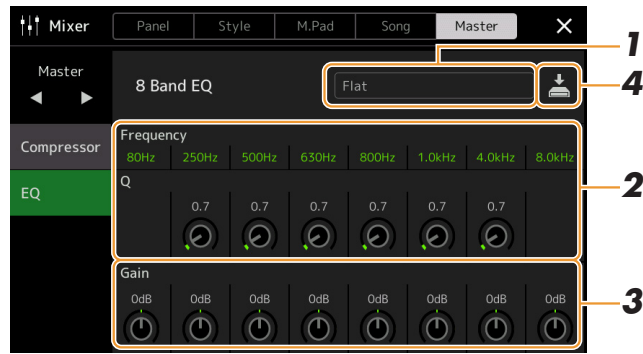 Mixer Panel Style M.Pad Song Master
1
Master 8 Band EQ Flat 4
Compressor
EQ
Frequency
80Hz 250Hz 500Hz 630Hz 800Hz 1.0kHz 4.0kHz 8.0kHz
Q 2
0.7 0.7 0.7 0.7 0.7 0.7
Gain
0dB 0dB 0dB 0dB 0dB 0dB 0dB 0dB 3